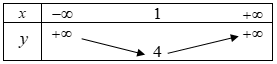 x −∞ 1 +∞
y +∞ 4 +∞